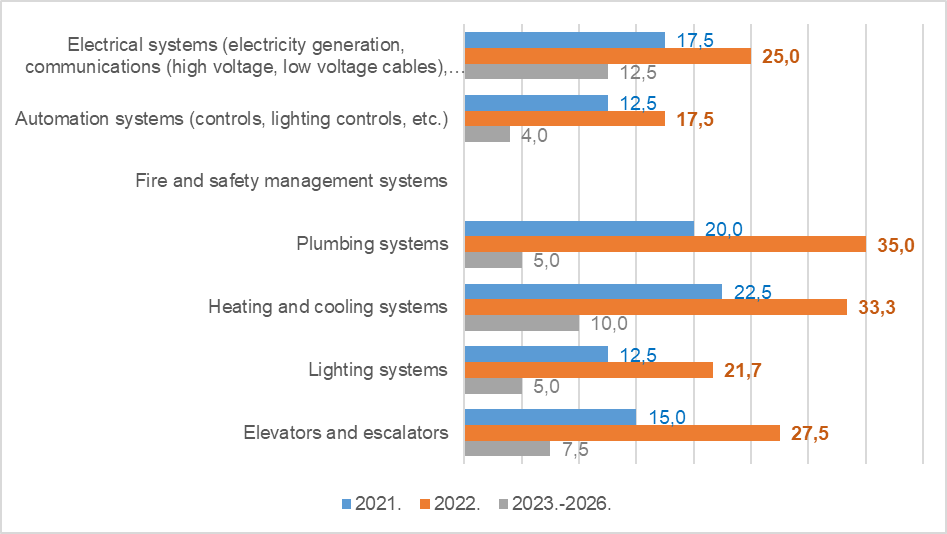 Electrical systems (electricity generation,
communications (high voltage, low voltage cables),…
17,5
25,0
12,5
Automation systems (controls, lighting controls, etc.)
12,5
17,5
4,0
Fire and safety management systems
Plumbing systems
20,0
35,0
5,0
Heating and cooling systems
22,5
33,3
10,0
Lighting systems
12,5
21,7
5,0
Elevators and escalators
15,0
27,5
7,5
2021. 2022. 2023.-2026.